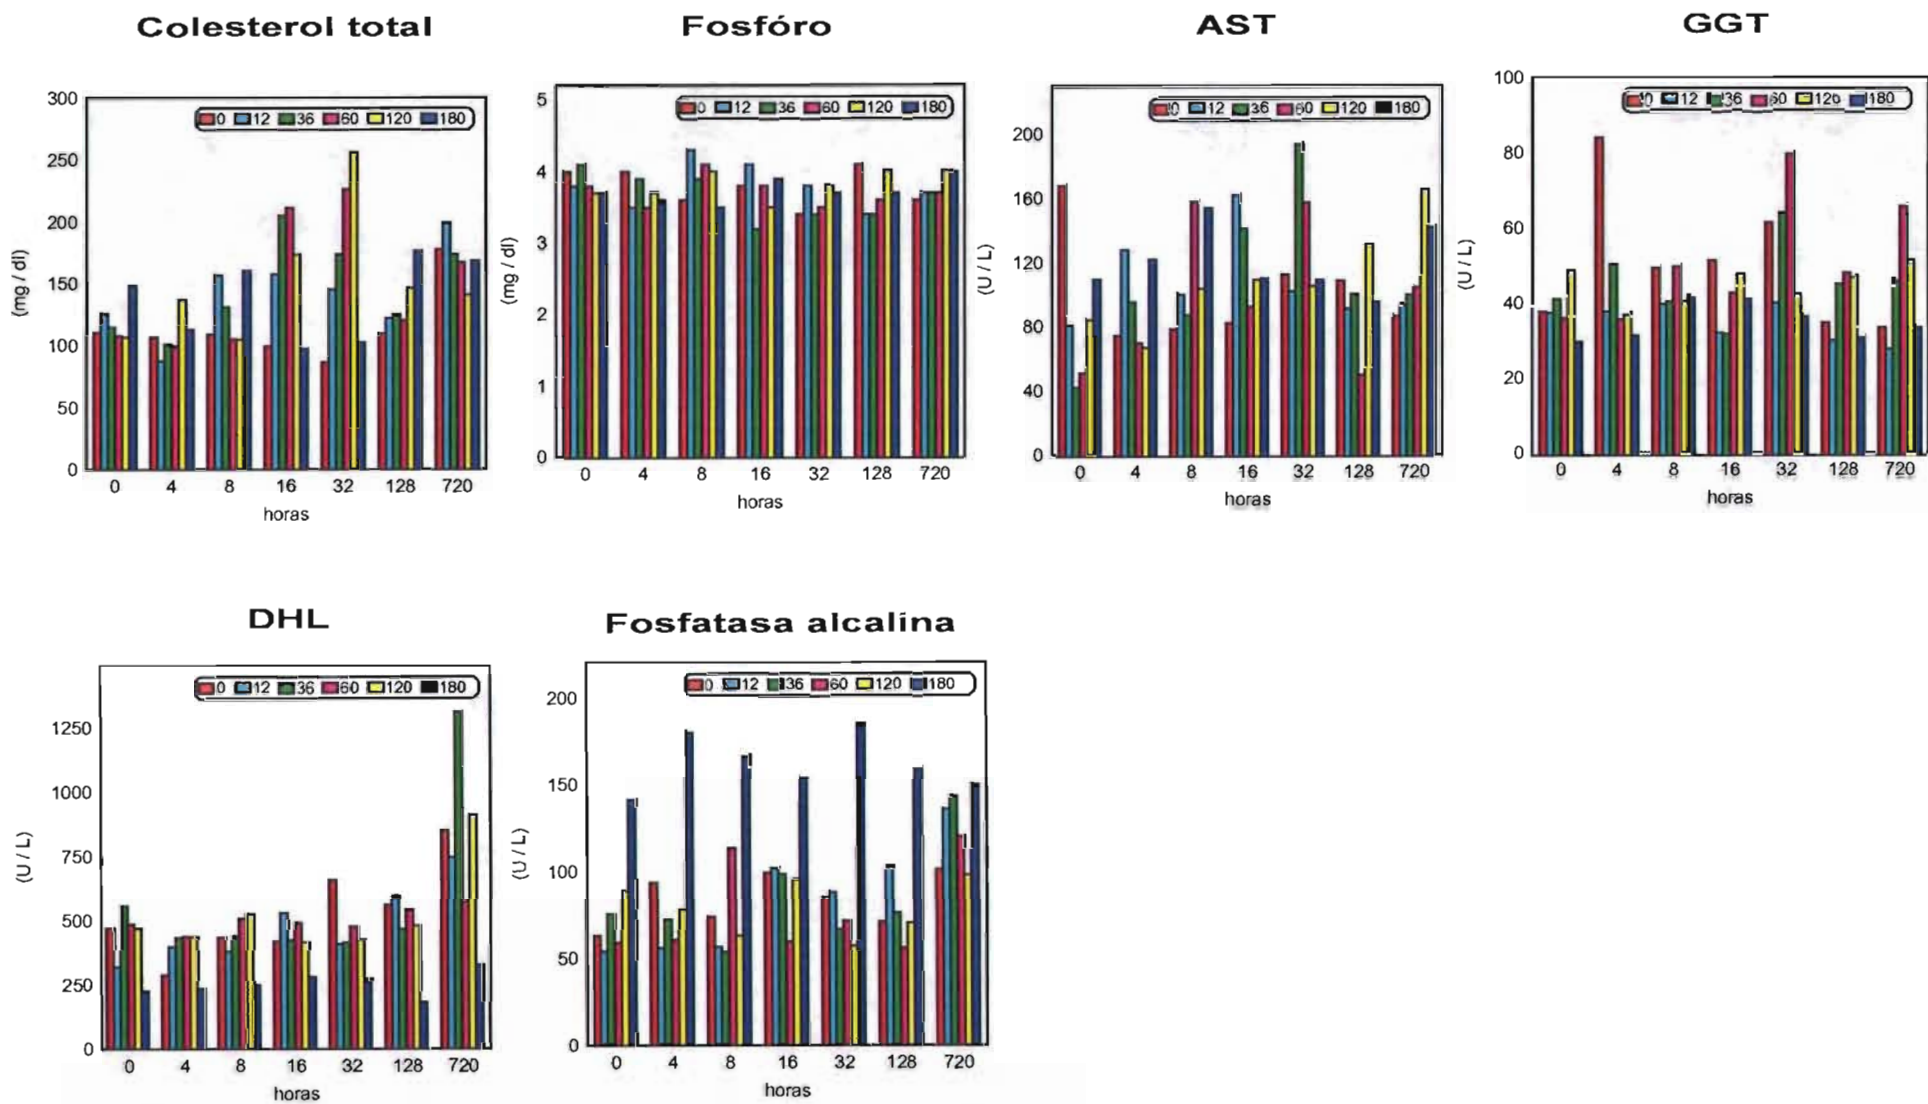 Colesterol total
300
250
200
150
100
50
0
(mg / dl)
0 12 36 60 120 180
0 4 8 16 32 128 720
horas
Fosfóro
5
4
3
2
1
0
(mg / dl)
0 12 36 60 120 180
0 4 8 16 32 128 720
horas
AST
200
160
120
80
40
0
(U / L)
0 12 36 60 120 180
0 4 8 16 32 128 720
horas
GGT
100
80
60
40
20
0
(U / L)
0 12 36 60 120 180
0 4 8 16 32 128 720
horas
DHL
1250
1000
750
500
250
0
(U / L)
0 12 36 60 120 180
0 4 8 16 32 128 720
horas
Fosfatasa alcalina
200
150
100
50
0
(U / L)
0 12 36 60 120 180
0 4 8 16 32 128 720
horas